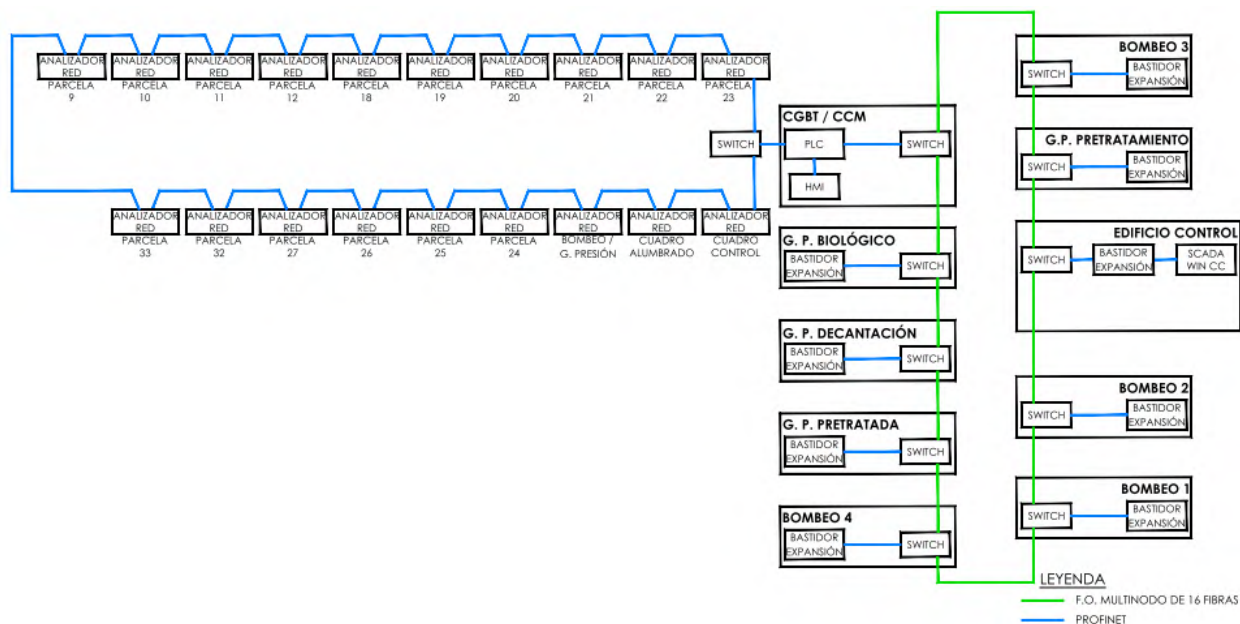 ANALIZADOR
RED
PARCELA
9
ANALIZADOR
RED
PARCELA
10
ANALIZADOR
RED
PARCELA
11
ANALIZADOR
RED
PARCELA
12
ANALIZADOR
RED
PARCELA
18
ANALIZADOR
RED
PARCELA
19
ANALIZADOR
RED
PARCELA
20
ANALIZADOR
RED
PARCELA
21
ANALIZADOR
RED
PARCELA
22
ANALIZADOR
RED
PARCELA
23
SWITCH
ANALIZADOR
RED
PARCELA
33
ANALIZADOR
RED
PARCELA
32
ANALIZADOR
RED
PARCELA
27
ANALIZADOR
RED
PARCELA
26
ANALIZADOR
RED
PARCELA
25
ANALIZADOR
RED
PARCELA
24
ANALIZADOR
RED
BOMBEO /
G. PRESIÓN
ANALIZADOR
RED
CUADRO
ALUMBRADO
ANALIZADOR
RED
CUADRO
CONTROL
CGBT / CCM
PLC
SWITCH
HMI
G. P. BIOLÓGICO
BASTIDOR
EXPANSIÓN
SWITCH
G. P. DECANTACIÓN
BASTIDOR
EXPANSIÓN
SWITCH
G. P. PRETRATADA
BASTIDOR
EXPANSIÓN
SWITCH
BOMBEO 4
BASTIDOR
EXPANSIÓN
SWITCH
BOMBEO 3
SWITCH
BASTIDOR
EXPANSIÓN
G.P. PRETRATAMIENTO
SWITCH
BASTIDOR
EXPANSIÓN
EDIFICIO CONTROL
SWITCH
BASTIDOR
EXPANSIÓN
SCADA
WIN CC
BOMBEO 2
SWITCH
BASTIDOR
EXPANSIÓN
BOMBEO 1
SWITCH
BASTIDOR
EXPANSIÓN
LEYENDA
F.O. MULTINODO DE 16 FIBRAS
PROFINET